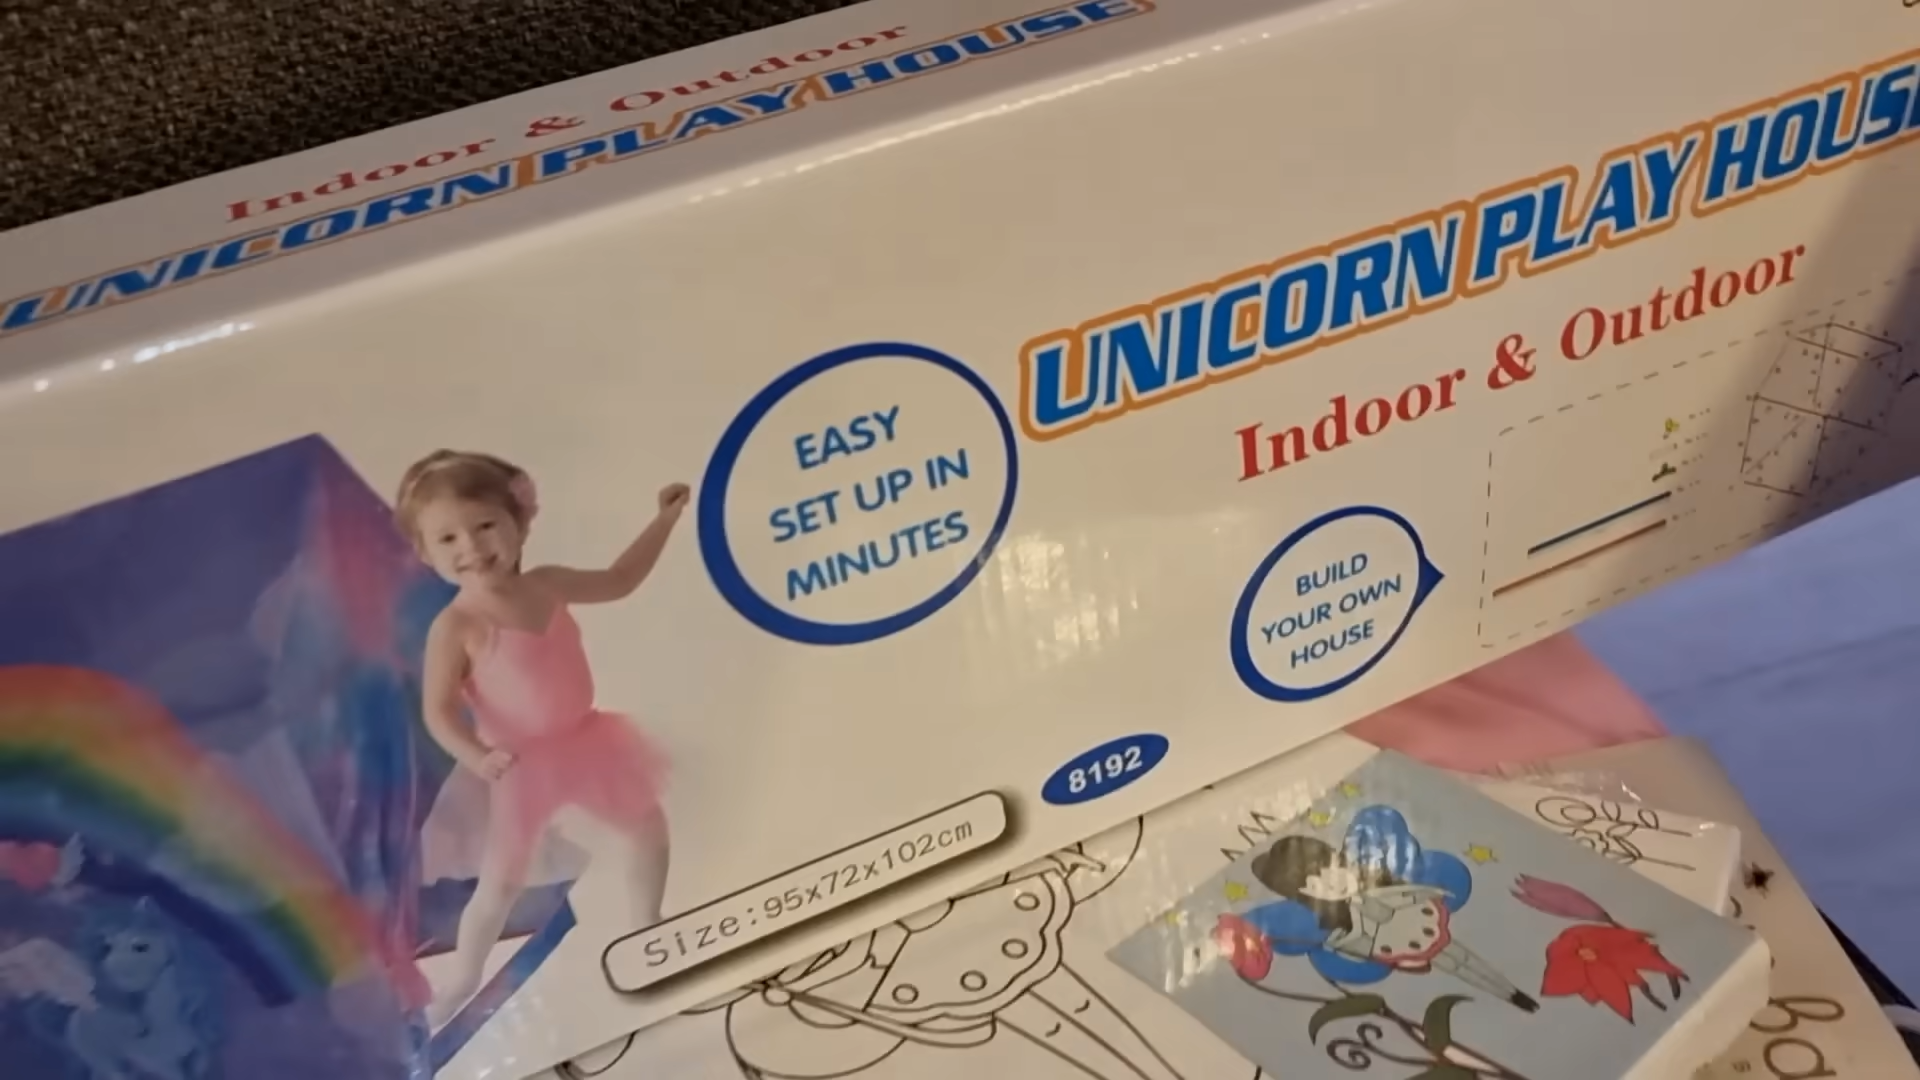 Indoor & Outdoor
UNICORN PLAY HOUSE
UNICORN PLAY HOUSE
Indoor & Outdoor
EASY
SET UP IN
MINUTES
BUILD
YOUR OWN
HOUSE
8192
Size:95x72x102cm